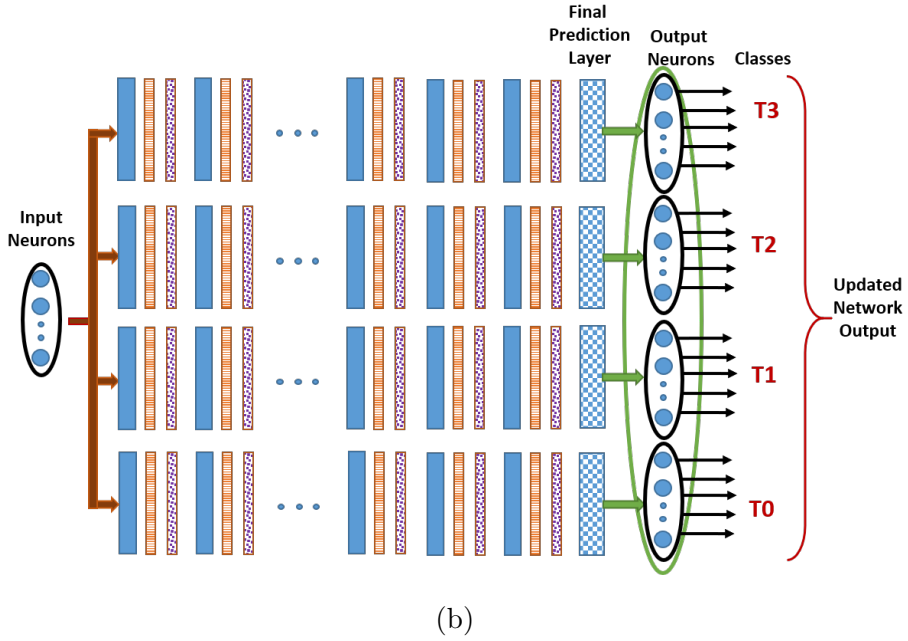 Final
Prediction
Layer
Output
Neurons
Classes
T3
Input
Neurons
T2
Updated
Network
Output
T1
T0
(b)